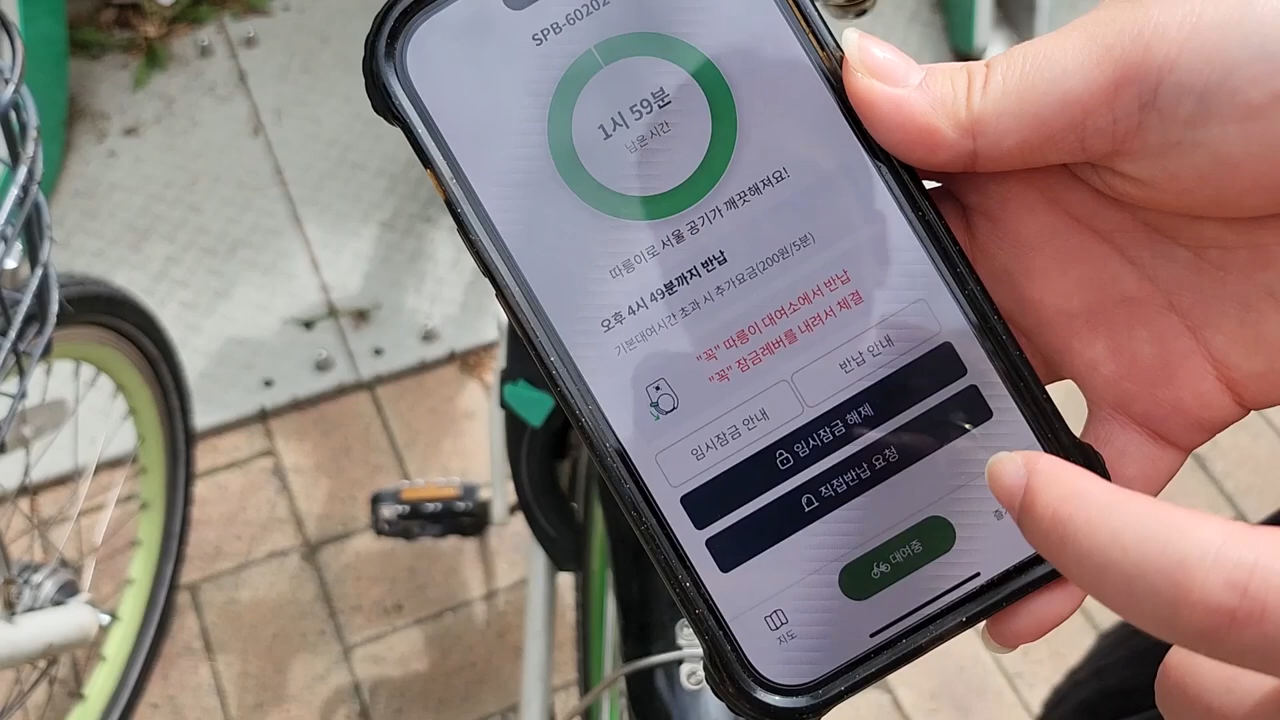 SPB-60202
1시 59분
남은 시간
따릉이로 서울 공기가 깨끗해져요!
오후 4시 49분까지 반납
기본대여시간 초과 시 추가요금(200원/5분)
"꼭" 따릉이 대여소에서 반납
"꼭" 잠금레버를 내려서 체결
임시잠금 안내
반납 안내
임시잠금 해제
직접반납 요청
지도
대여중